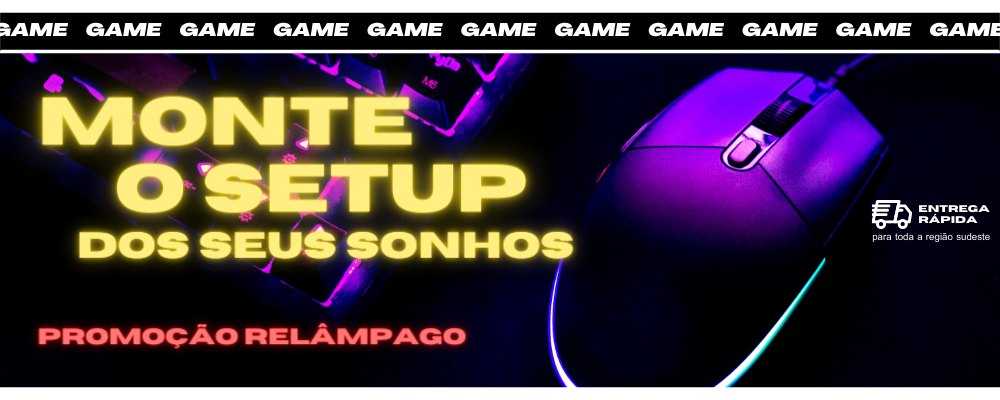 GAME GAME GAME GAME GAME GAME GAME GAME GAME GAME GAME
MONTE
O SETUP
DOS SEUS SONHOS
PROMOÇÃO RELÂMPAGO
ENTREGA
RÁPIDA
para toda a região sudeste
M6